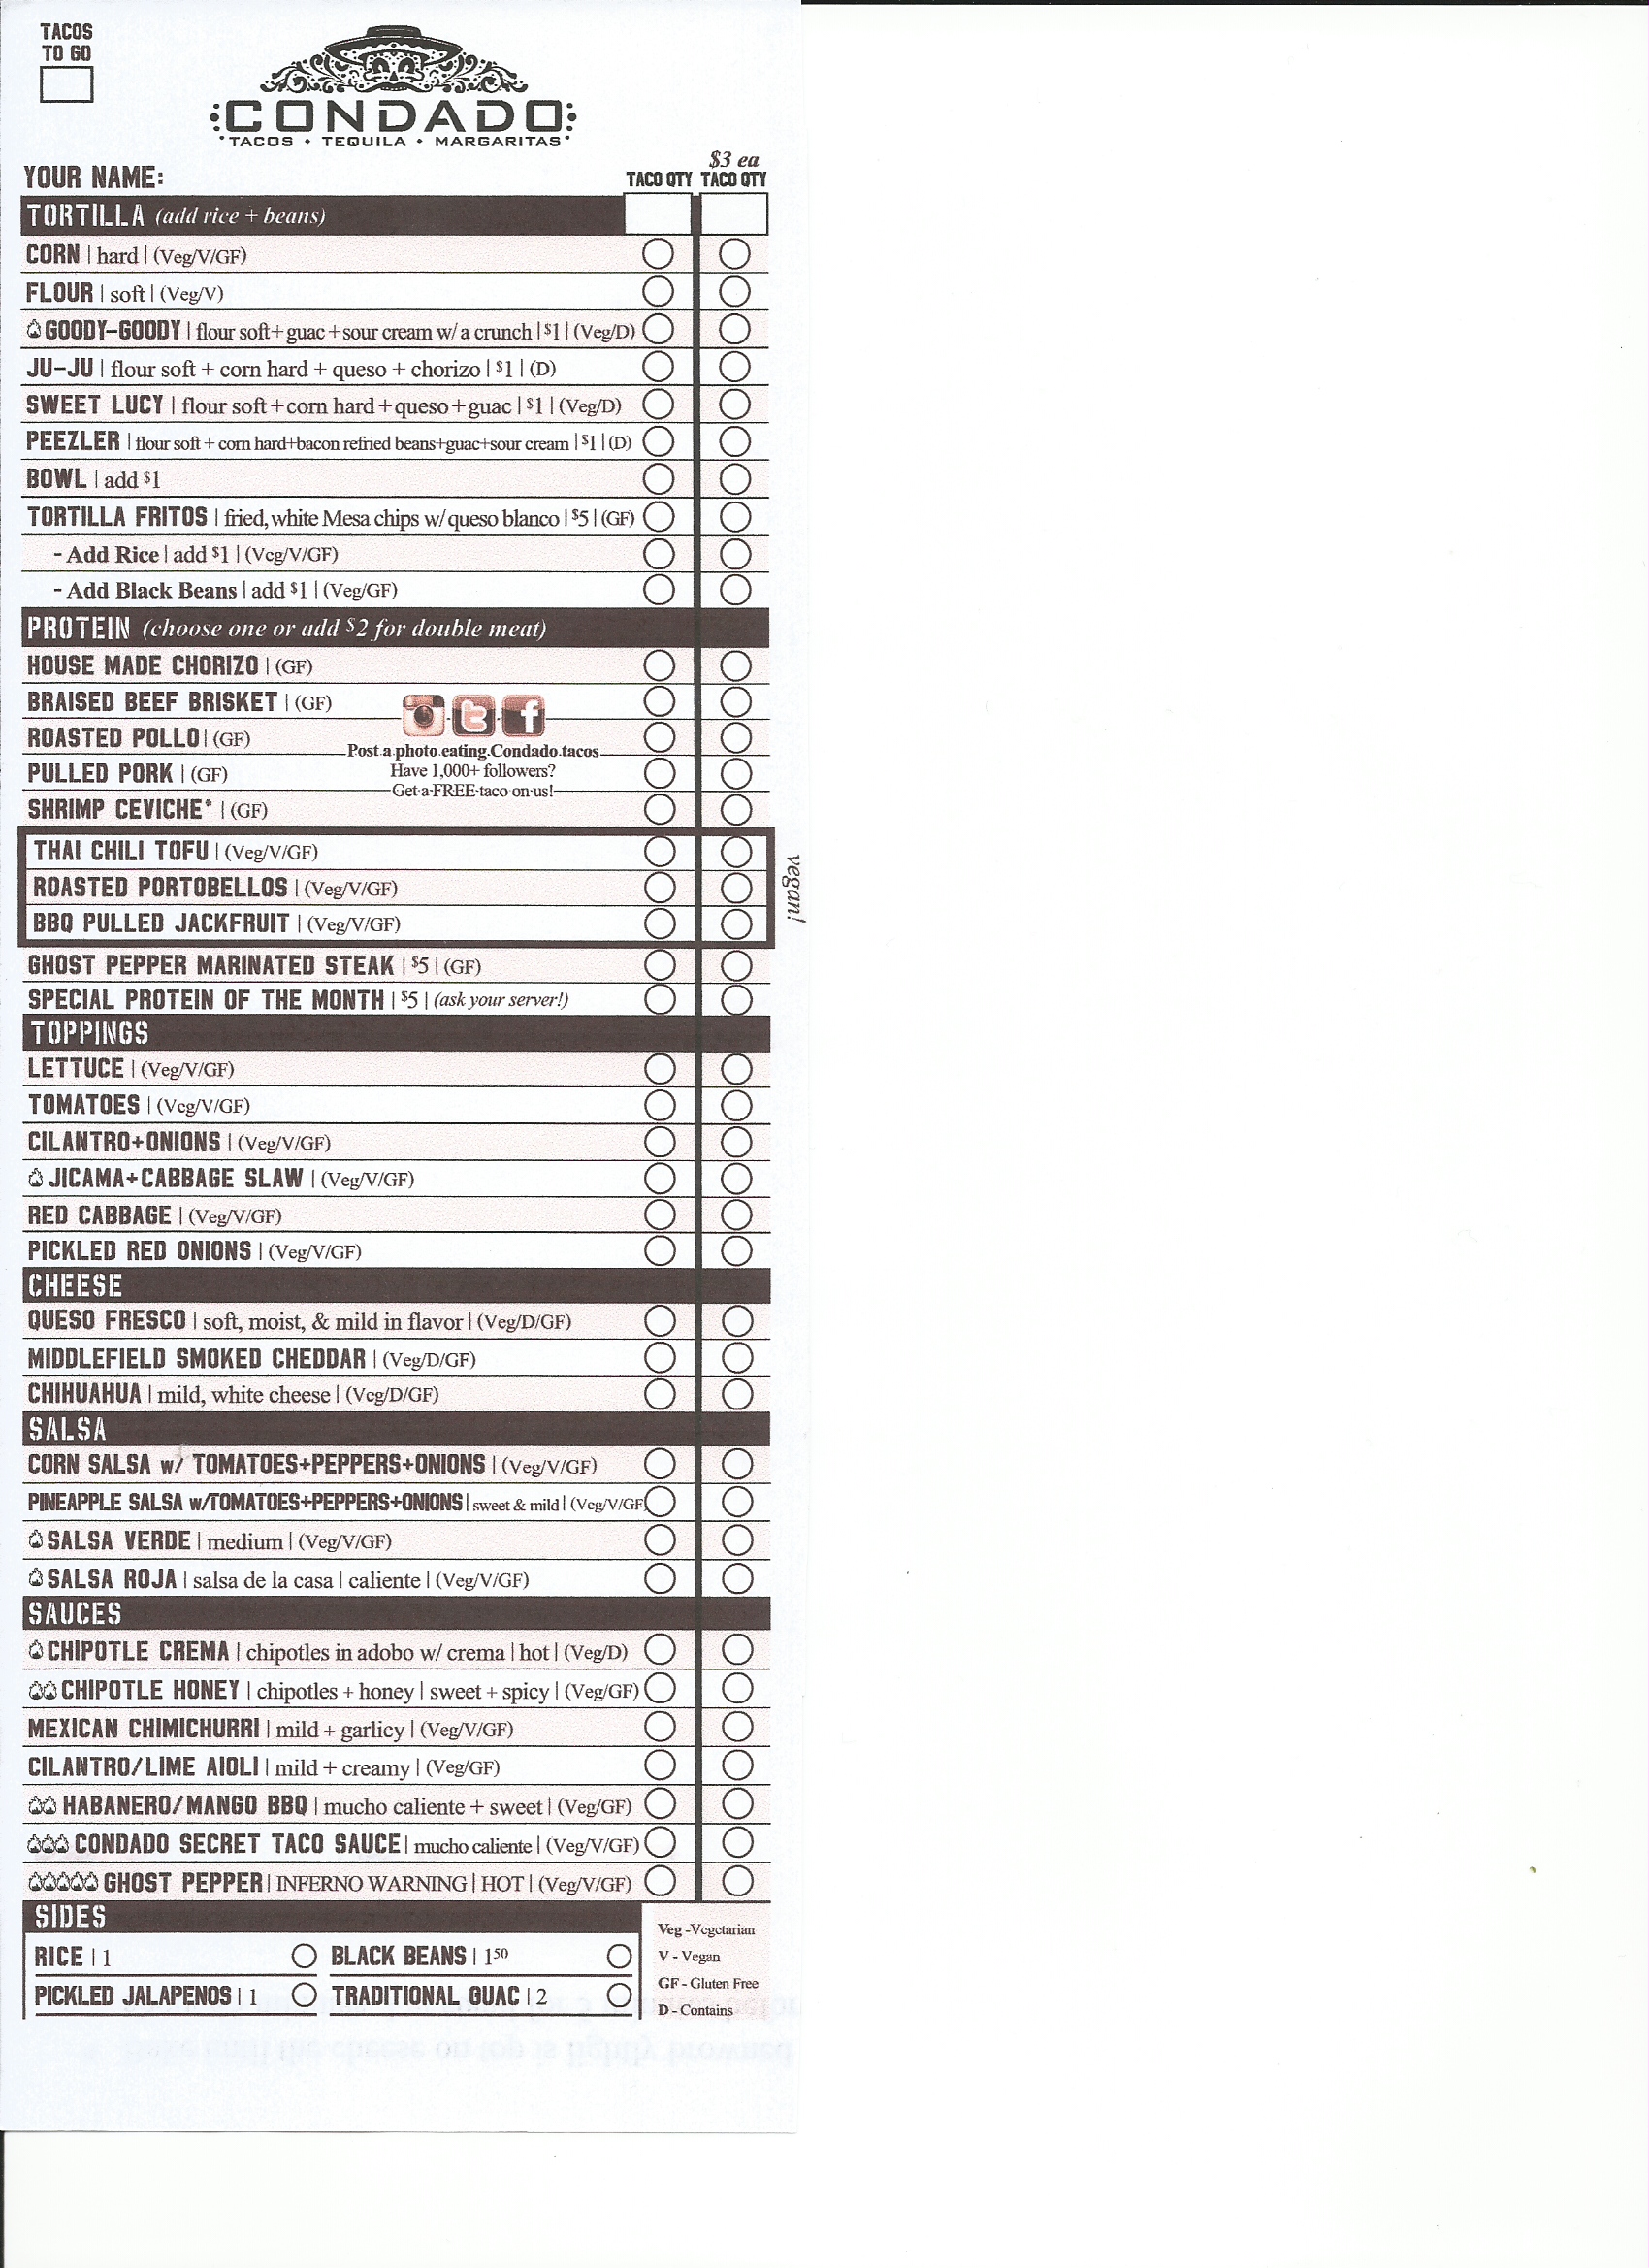 TACOS
TO GO
CONDADO
TACOS • TEQUILA • MARGARITAS
$3 ea
YOUR NAME:
TACO QTY TACO QTY
TORTILLA (add rice + beans)
CORN | hard | (Veg/V/GF)
FLOUR | soft | (Veg/V)
GOODY-GOODY | flour soft+guac+sour cream w/ a crunch | $1 | (Veg/D)
JU-JU | flour soft + corn hard + queso + chorizo | $1 | (D)
SWEET LUCY | flour soft+corn hard+queso+guac | $1 | (Veg/D)
PEEZLER | flour soft + corn hard+bacon refried beans+guac+sour cream | $1 | (D)
BOWL | add $1
TORTILLA FRITOS | fried, white Mesa chips w/ queso blanco | $5 | (GF)
- Add Rice | add $1 | (Veg/V/GF)
- Add Black Beans | add $1 | (Veg/GF)
PROTEIN (choose one or add $2 for double meat)
HOUSE MADE CHORIZO | (GF)
BRAISED BEEF BRISKET | (GF)
ROASTED POLLO | (GF)
Post a photo eating Condado tacos
PULLED PORK | (GF)
Have 1,000+ followers?
Get a FREE taco on us!
SHRIMP CEVICHE* | (GF)
THAI CHILI TOFU | (Veg/V/GF)
ROASTED PORTOBELLOS | (Veg/V/GF)
BBQ PULLED JACKFRUIT | (Veg/V/GF)
vegan!
GHOST PEPPER MARINATED STEAK | $5 | (GF)
SPECIAL PROTEIN OF THE MONTH | $5 | (ask your server!)
TOPPINGS
LETTUCE | (Veg/V/GF)
TOMATOES | (Veg/V/GF)
CILANTRO+ONIONS | (Veg/V/GF)
JICAMA+CABBAGE SLAW | (Veg/V/GF)
RED CABBAGE | (Veg/V/GF)
PICKLED RED ONIONS | (Veg/V/GF)
CHEESE
QUESO FRESCO | soft, moist, & mild in flavor | (Veg/D/GF)
MIDDLEFIELD SMOKED CHEDDAR | (Veg/D/GF)
CHIHUAHUA | mild, white cheese | (Veg/D/GF)
SALSA
CORN SALSA w/ TOMATOES+PEPPERS+ONIONS | (Veg/V/GF)
PINEAPPLE SALSA w/TOMATOES+PEPPERS+ONIONS | sweet & mild | (Veg/V/GF)
SALSA VERDE | medium | (Veg/V/GF)
SALSA ROJA | salsa de la casa | caliente | (Veg/V/GF)
SAUCES
CHIPOTLE CREMA | chipotles in adobo w/ crema | hot | (Veg/D)
CHIPOTLE HONEY | chipotles + honey | sweet + spicy | (Veg/GF)
MEXICAN CHIMICHURRI | mild + garlicy | (Veg/V/GF)
CILANTRO/LIME AIOLI | mild + creamy | (Veg/GF)
HABANERO/MANGO BBQ | mucho caliente + sweet | (Veg/GF)
CONDADO SECRET TACO SAUCE | mucho caliente | (Veg/V/GF)
GHOST PEPPER | INFERNO WARNING | HOT | (Veg/V/GF)
SIDES
RICE | 1 BLACK BEANS | 1 50
PICKLED JALAPENOS | 1 TRADITIONAL GUAC | 2
Veg -Vegetarian
V - Vegan
GF - Gluten Free
D - Contains